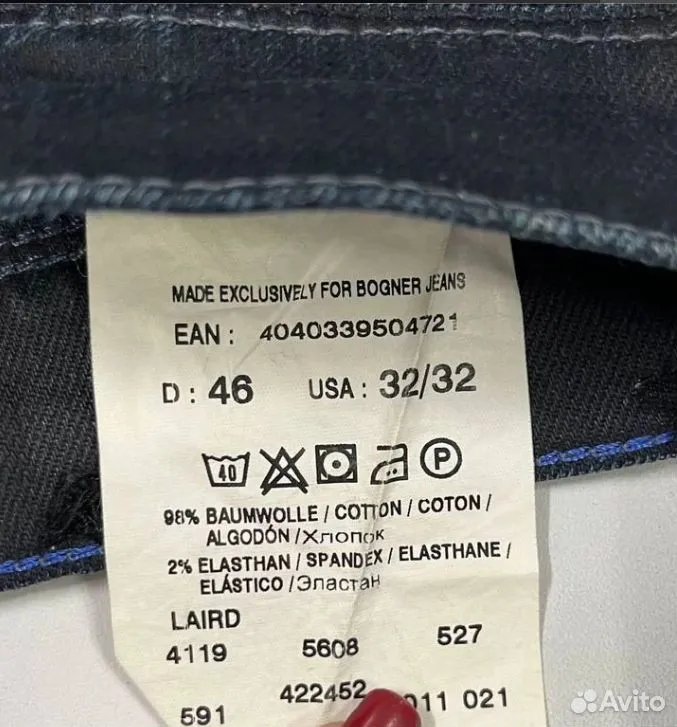 MADE EXCLUSIVELY FOR BOGNER JEANS
EAN : 4040339504721
D : 46 USA : 32/32
40 P
98% BAUMWOLLE / COTTON / COTON /
ALGODÓN /Хлопок
2% ELASTHAN / SPANDEX / ELASTHANE /
ELÁSTICO /Эластан
LAIRD
4119 5608 527
591 422452 011 021
Avito